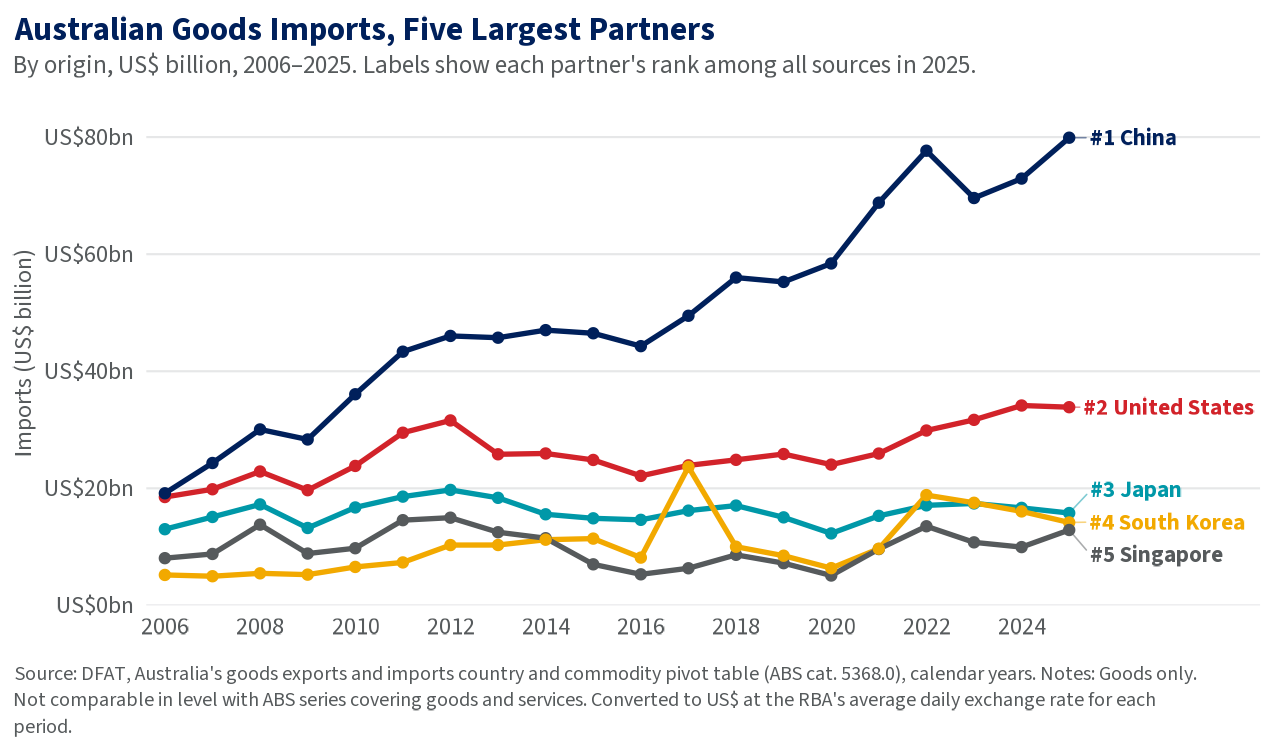 Australian Goods Imports, Five Largest Partners
By origin, US$ billion, 2006–2025. Labels show each partner's rank among all sources in 2025.
Imports (US$ billion)
US$80bn
US$60bn
US$40bn
US$20bn
US$0bn
#1 China
#2 United States
#3 Japan
#4 South Korea
#5 Singapore
2006 2008 2010 2012 2014 2016 2018 2020 2022 2024
Source: DFAT, Australia's goods exports and imports country and commodity pivot table (ABS cat. 5368.0), calendar years. Notes: Goods only.
Not comparable in level with ABS series covering goods and services. Converted to US$ at the RBA's average daily exchange rate for each
period.